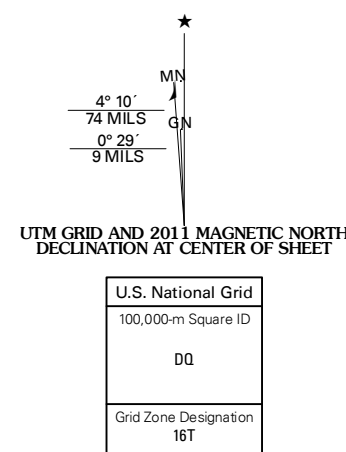 ★
MN
4° 10´
74 MILS
GN
0° 29´
9 MILS
UTM GRID AND 2011 MAGNETIC NORTH
DECLINATION AT CENTER OF SHEET
U.S. National Grid
100,000-m Square ID
DQ
Grid Zone Designation
16T